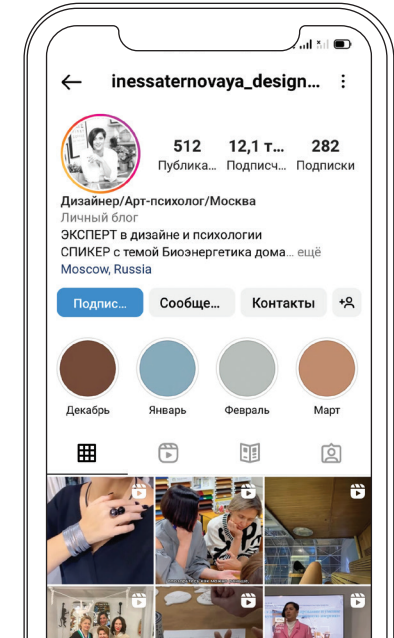 inessaternovaya_design...
512 12,1 т... 282
Публика... Подписч... Подписки
Дизайнер/Арт-психолог/Москва
Личный блог
ЭКСПЕРТ в дизайне и психологии
СПИКЕР с темой Биоэнергетика дома... ещё
Moscow, Russia
Подпис... Сообще... Контакты
Декабрь Январь Февраль Март